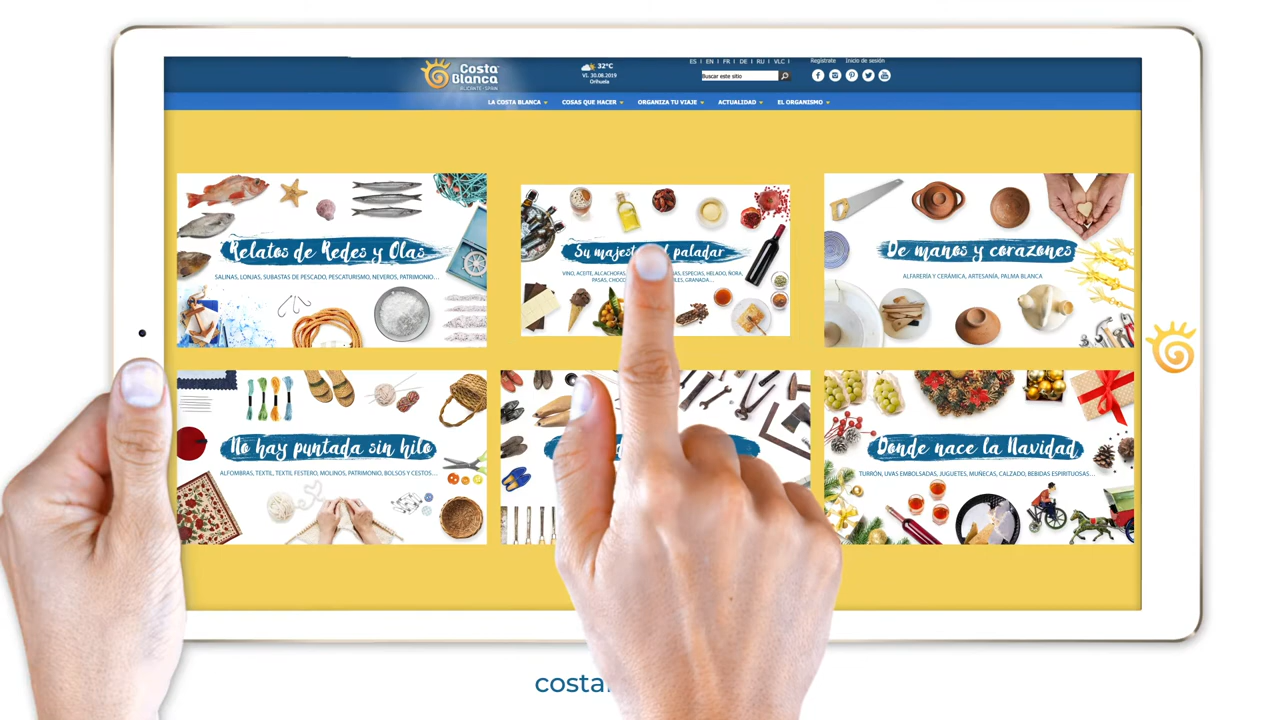 Costa
Blanca
ALICANTE - SPAIN
32°C
VI. 30.08.2019
Orihuela
ES | EN | FR | DE | RU | VLC |
Buscar este sitio
Regístrate
Inicio de sesión
LA COSTA BLANCA
COSAS QUE HACER
ORGANIZA TU VIAJE
ACTUALIDAD
EL ORGANISMO
Relatos de Redes y Olas
SALINAS, LONJAS, SUBASTAS DE PESCADO, PESCATURISMO, NEVEROS, PATRIMONIO...
Su paladar
VINO, ACEITE, ALCACHOFAS, ESPECIAS, HELADO, ÑORA,
PASAS, GRANADA...
De manos y corazones
ALFARERÍA Y CERÁMICA, ARTESANÍA, PALMA BLANCA
No hay puntada sin hilo
ALFOMBRAS, TEXTIL, TEXTIL FESTERO, MOLINOS, PATRIMONIO, BOLSOS Y CESTOS...
Donde nace la Navidad
TURRÓN, UVAS EMBOLSADAS, JUGUETES, MUÑECAS, CALZADO, BEBIDAS ESPIRITUOSAS...
costa